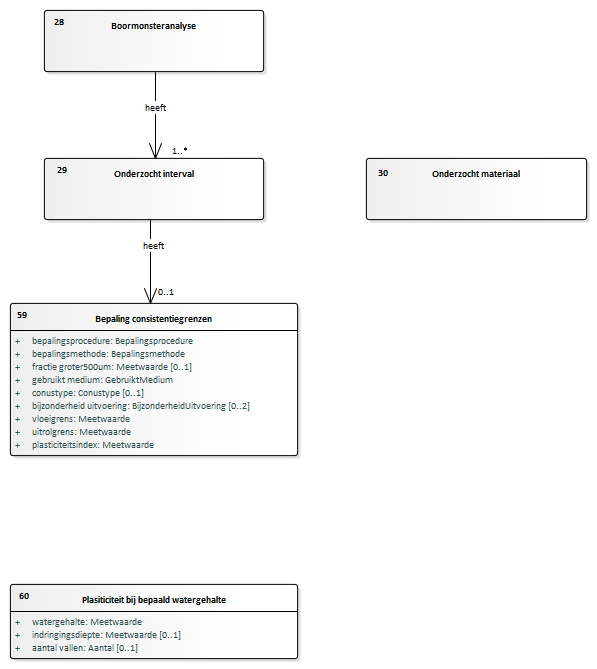 28
Boormonsteranalyse
heeft
1..*
29
Onderzocht interval
30
Onderzocht materiaal
heeft
0..1
59
Bepaling consistentiegrenzen
+ bepalingsprocedure: Bepalingsprocedure
+ bepalingsmethode: Bepalingsmethode
+ fractie groter500um: Meetwaarde [0..1]
+ gebruikt medium: GebruiktMedium
+ conustype: Conustype [0..1]
+ bijzonderheid uitvoering: BijzonderheidUitvoering [0..2]
+ vloeigrens: Meetwaarde
+ uitrolgrens: Meetwaarde
+ plasticiteitsindex: Meetwaarde
60
Plasiticiteit bij bepaald watergehalte
+ watergehalte: Meetwaarde
+ indringingsdiepte: Meetwaarde [0..1]
+ aantal vallen: Aantal [0..1]